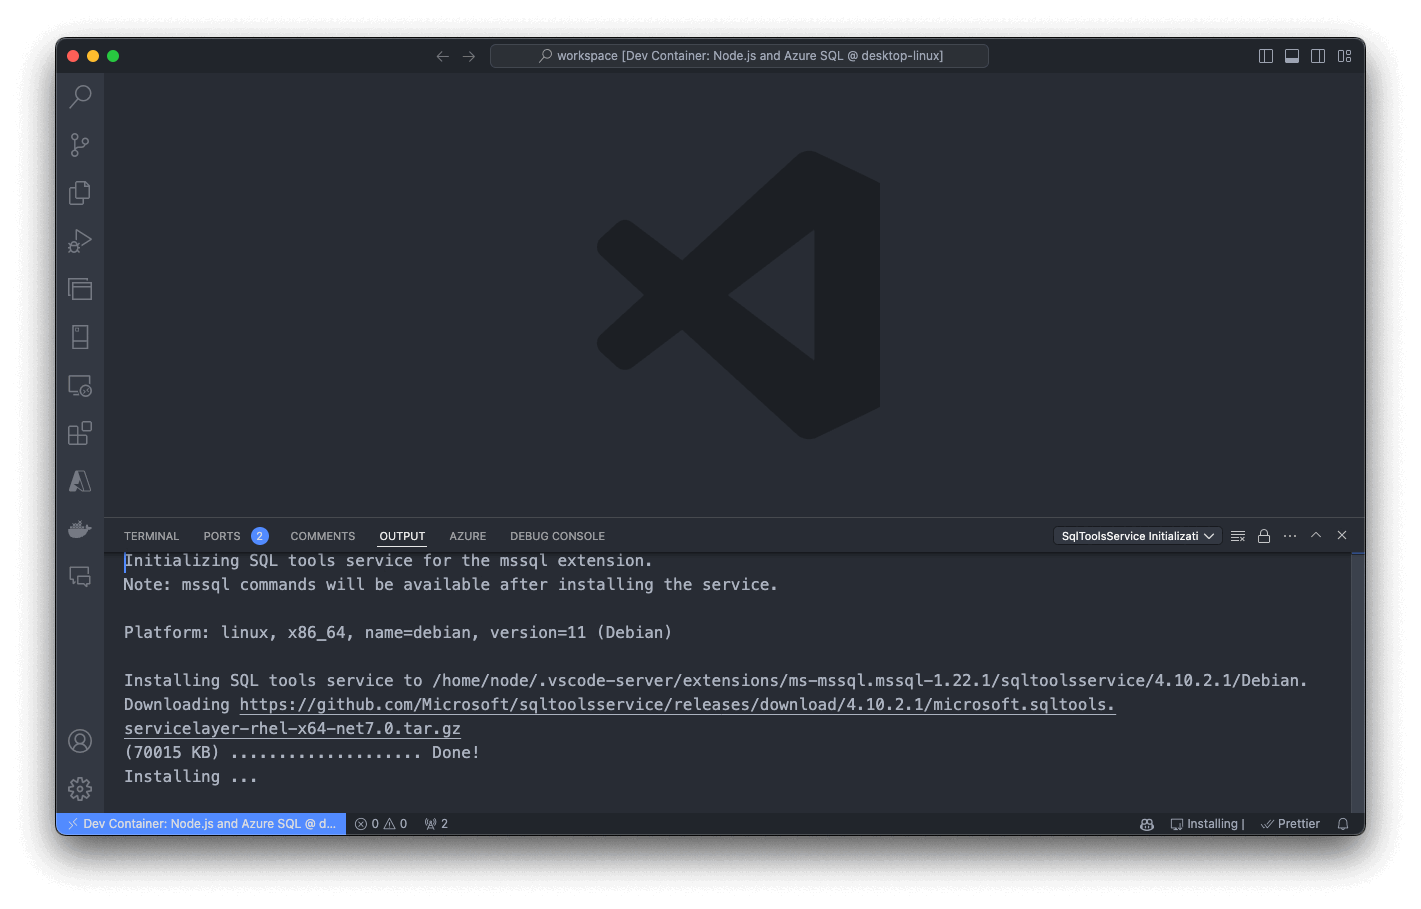 workspace [Dev Container: Node.js and Azure SQL @ desktop-linux]
TERMINAL PORTS 2 COMMENTS OUTPUT AZURE DEBUG CONSOLE SqlToolsService Initializati
Initializing SQL tools service for the mssql extension.
Note: mssql commands will be available after installing the service.
Platform: linux, x86_64, name=debian, version=11 (Debian)
Installing SQL tools service to /home/node/.vscode-server/extensions/ms-mssql.mssql-1.22.1/sqltoolsservice/4.10.2.1/Debian.
Downloading https://github.com/Microsoft/sqltoolsservice/releases/download/4.10.2.1/microsoft.sqltools.
servicelayer-rhel-x64-net7.0.tar.gz
(70015 KB) .................... Done!
Installing ...
Dev Container: Node.js and Azure SQL @ d... 0 0 2 Installing | Prettier